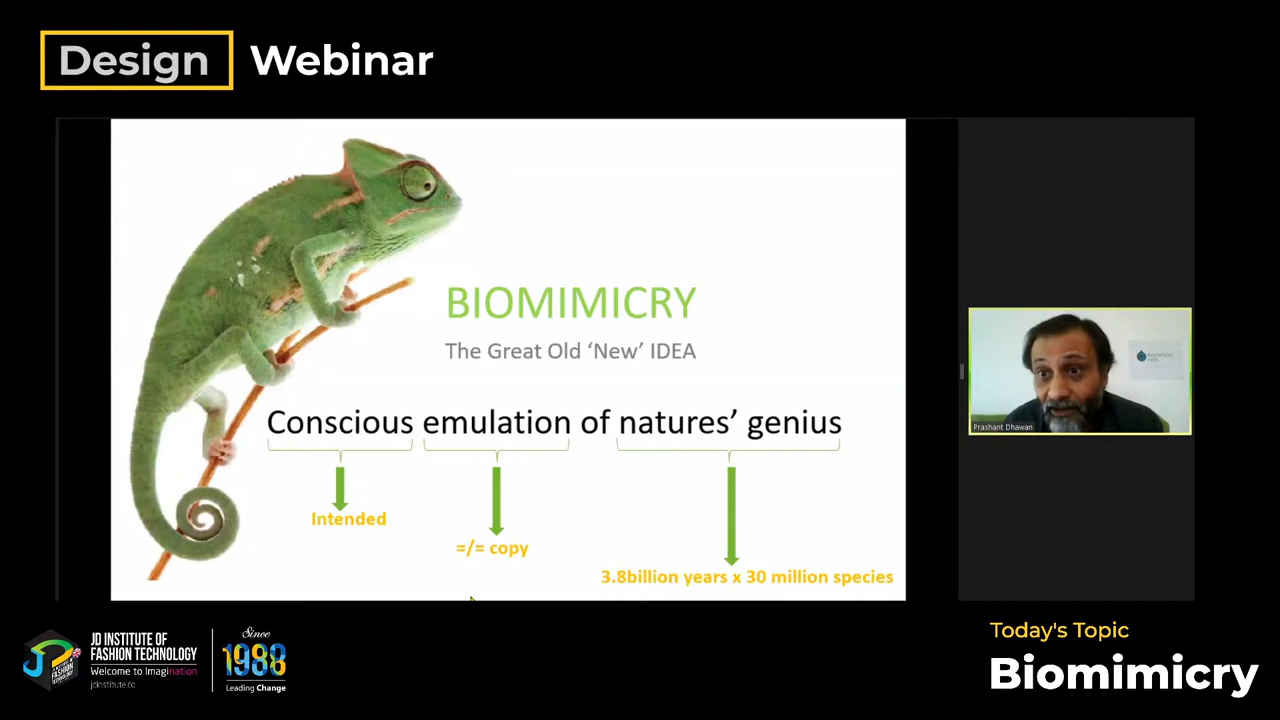 Design Webinar
BIOMIMICRY
The Great Old ‘New’ IDEA
Conscious emulation of natures’ genius
Intended
=/= copy
3.8billion years x 30 million species
Prashant Dhawan
JD INSTITUTE OF
FASHION TECHNOLOGY
Welcome to Imagination
jdinstitute.co
Since
1988
Leading Change
Today's Topic
Biomimicry